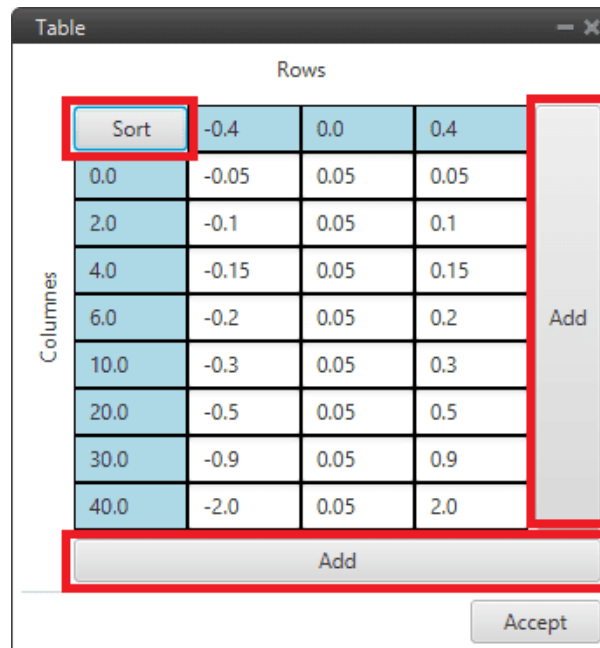 Table
Rows
Sort -0.4 0.0 0.4
0.0 -0.05 0.05 0.05
2.0 -0.1 0.05 0.1
4.0 -0.15 0.05 0.15
Columnes
6.0 -0.2 0.05 0.2
Add
10.0 -0.3 0.05 0.3
20.0 -0.5 0.05 0.5
30.0 -0.9 0.05 0.9
40.0 -2.0 0.05 2.0
Add
Accept